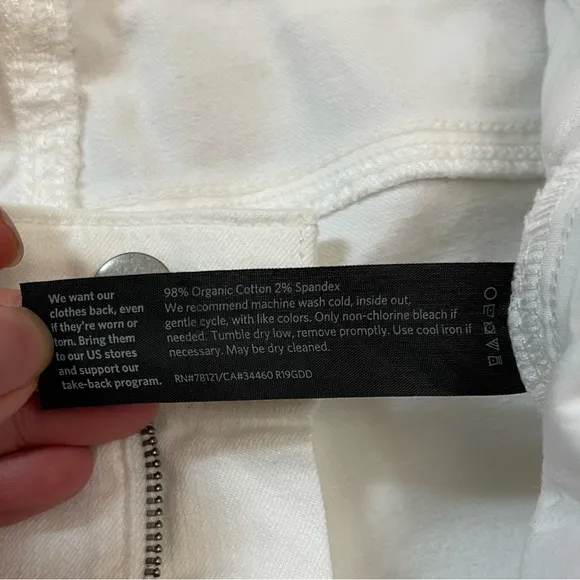 We want our
clothes back, even
if they're worn or
torn. Bring them
to our US stores
and support our
take-back program.
98% Organic Cotton 2% Spandex
We recommend machine wash cold, inside out,
gentle cycle, with like colors. Only non-chlorine bleach if
needed. Tumble dry low, remove promptly. Use cool iron if
necessary. May be dry cleaned.
RN#78121/CA#34460 R19GDD